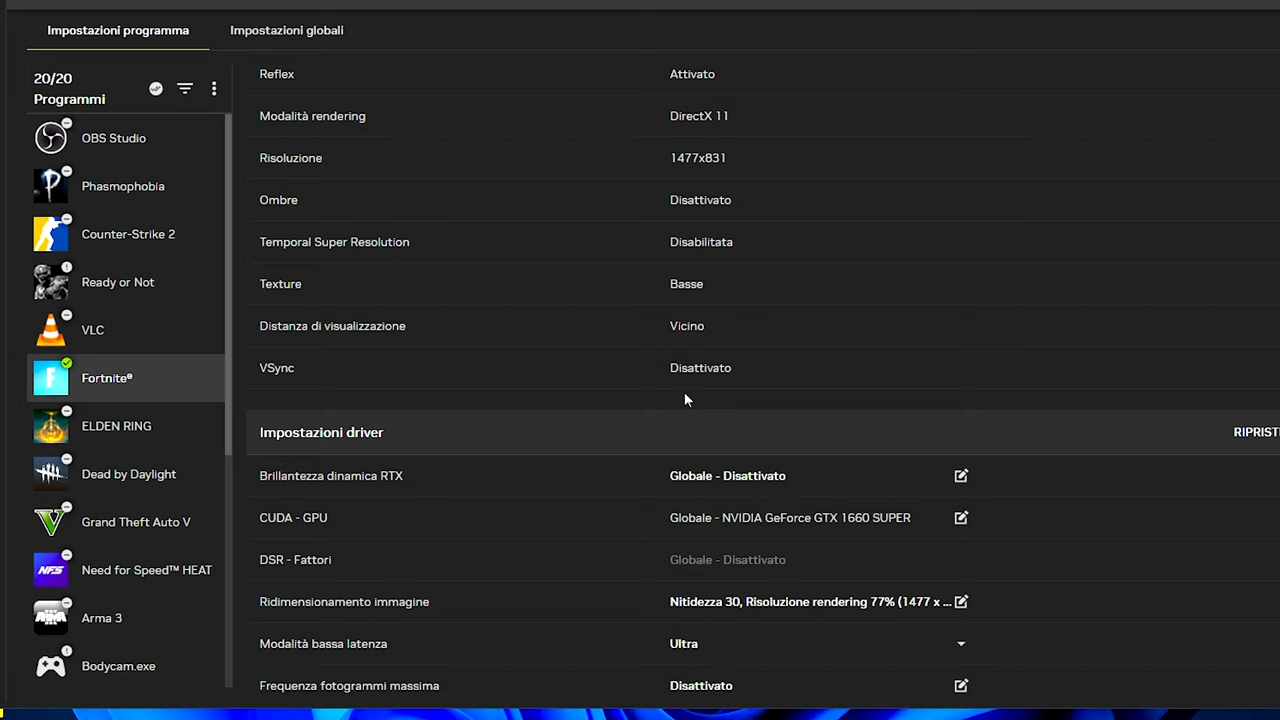 Impostazioni programma
Impostazioni globali
20/20
Programmi
OBS Studio
Phasmophobia
Counter-Strike 2
Ready or Not
VLC
Fortnite®
ELDEN RING
Dead by Daylight
Grand Theft Auto V
NFS
Need for Speed™ HEAT
ARMA
Arma 3
Bodycam.exe
Reflex Attivato
Modalità rendering DirectX 11
Risoluzione 1477x831
Ombre Disattivato
Temporal Super Resolution Disabilitata
Texture Basse
Distanza di visualizzazione Vicino
VSync Disattivato
Impostazioni driver RIPRISTI
Brillantezza dinamica RTX Globale - Disattivato
CUDA - GPU Globale - NVIDIA GeForce GTX 1660 SUPER
DSR - Fattori Globale - Disattivato
Ridimensionamento immagine Nitidezza 30, Risoluzione rendering 77% (1477 x ...
Modalità bassa latenza Ultra
Frequenza fotogrammi massima Disattivato